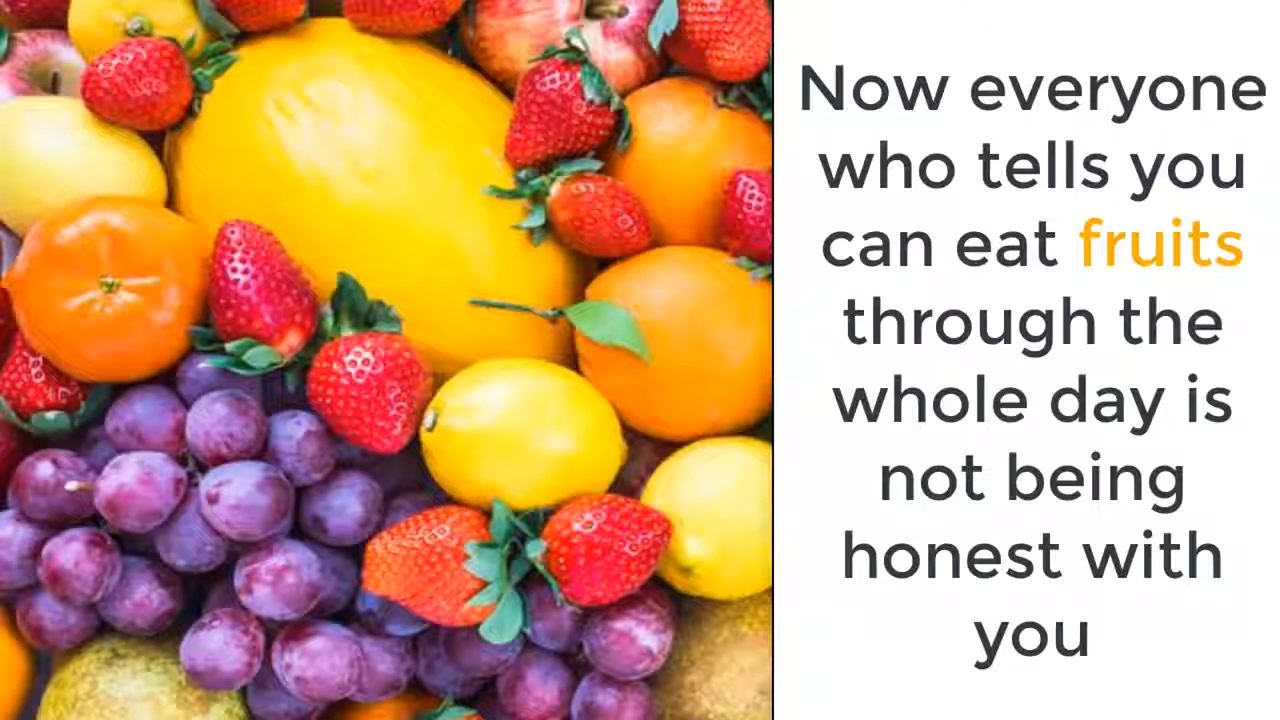 Now everyone
who tells you
can eat fruits
through the
whole day is
not being
honest with
you